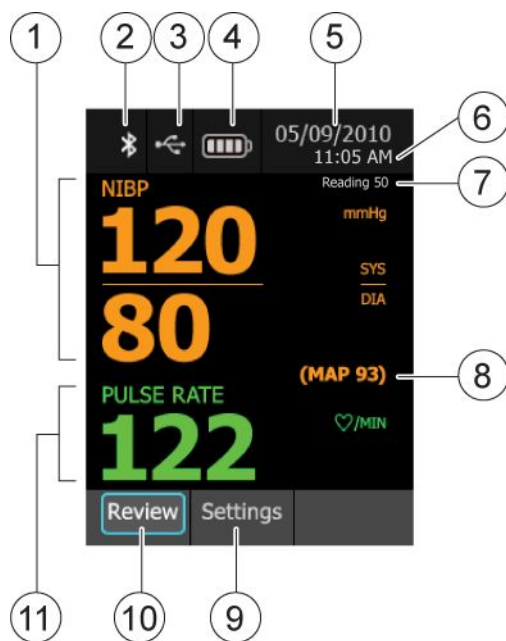 1 2 3 4 5
05/09/2010
11:05 AM 6
NIBP Reading 50 7
120 mmHg
SYS
80 DIA
(MAP 93) 8
PULSE RATE
122 /MIN
Review Settings
11 10 9